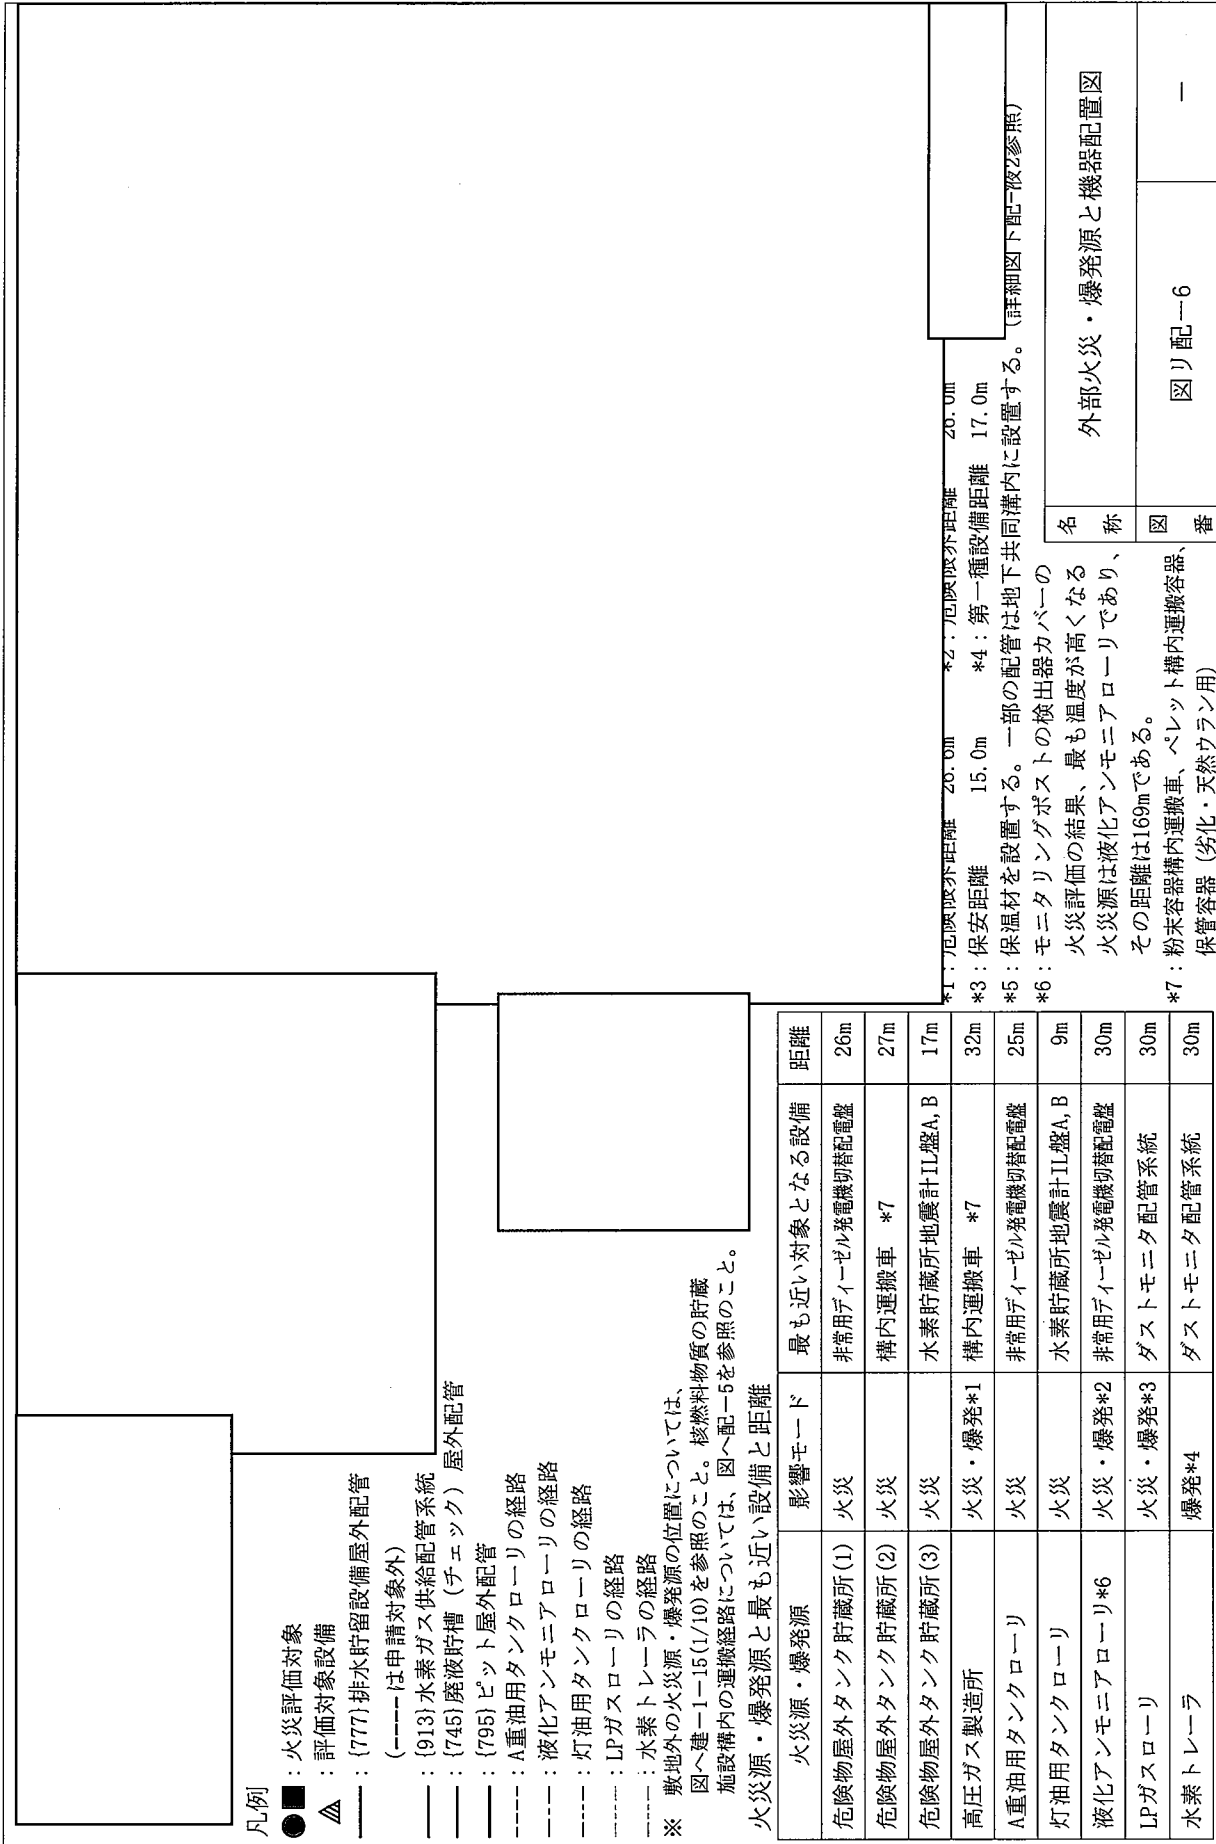 凡例
●■：火災評価対象
△：評価対象設備
――：{777}排水貯留設備屋外配管
(----は申請対象外)
――：{913}水素ガス供給配管系統
――：{745}廃液貯槽（チェック）屋外配管
――：{795}ピット屋外配管
----：A重油用タンクローリの経路
----：液化アンモニアローリの経路
----：灯油用タンクローリの経路
----：LPガスローリの経路
----：水素トレーラの経路
※ 敷地外の火災源・爆発源の位置については、
図ヘ建-1-15(1/10)を参照のこと。核燃料物質の貯蔵
施設構内の運搬経路については、図ヘ配-5を参照のこと。
火災源・爆発源と最も近い設備と距離
火災源・爆発源 影響モード 最も近い対象となる設備 距離
危険物屋外タンク貯蔵所(1) 火災 非常用ディーゼル発電機切替配電盤 26m
危険物屋外タンク貯蔵所(2) 火災 構内運搬車 *7 27m
危険物屋外タンク貯蔵所(3) 火災 水素貯蔵所地震計IL盤A,B 17m
高圧ガス製造所 火災・爆発*1 構内運搬車 *7 32m
A重油用タンクローリ 火災 非常用ディーゼル発電機切替配電盤 25m
灯油用タンクローリ 火災 水素貯蔵所地震計IL盤A,B 9m
液化アンモニアローリ*6 火災・爆発*2 非常用ディーゼル発電機切替配電盤 30m
LPガスローリ 火災・爆発*3 ダストモニタ配管系統 30m
水素トレーラ 爆発*4 ダストモニタ配管系統 30m
*1：危険限界距離 26.6m *2：危険限界距離
*3：保安距離 15.0m *4：第一種設備距離 17.0m
*5：保温材を設置する。一部の配管は地下共同溝内に設置する。(詳細図ト配-液2参照)
*6：モニタリングポストの検出器カバーの
火災評価の結果、最も温度が高くなる
火災源は液化アンモニアローリであり、
その距離は169mである。
*7：粉末容器構内運搬車、ペレット構内運搬容器、
保管容器（劣化・天然ウラン用）
名称 外部火災・爆発源と機器配置図
図番 図リ配-6 －